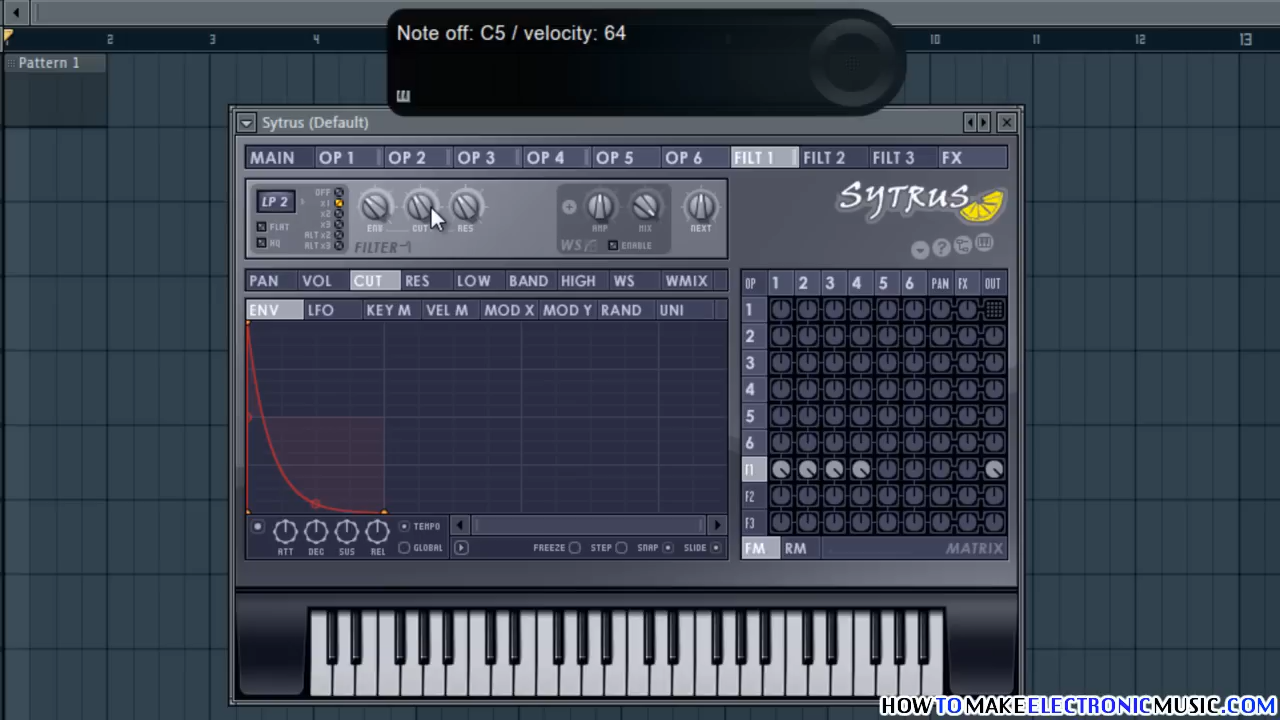 2 3 4 10 11 12 13
Pattern 1
Note off: C5 / velocity: 64
Sytrus (Default)
MAIN OP 1 OP 2 OP 3 OP 4 OP 5 OP 6 FILT 1 FILT 2 FILT 3 FX
LP 2
OFF
x1
x2
x3
ALT x2
ALT x3
FLAT
HQ
ENV CUT RES
FILTER-1
AMP MIX
WS ENABLE
NEXT
SYTRUS
PAN VOL CUT RES LOW BAND HIGH WS WMIX
ENV LFO KEY M VEL M MOD X MOD Y RAND UNI
ATT DEC SUS REL
TEMPO
GLOBAL
FREEZE STEP SNAP SLIDE
OP 1 2 3 4 5 6 PAN FX OUT
1
2
3
4
5
6
F1
F2
F3
FM RM MATRIX
HOWTOMAKEELECTRONICMUSIC.COM